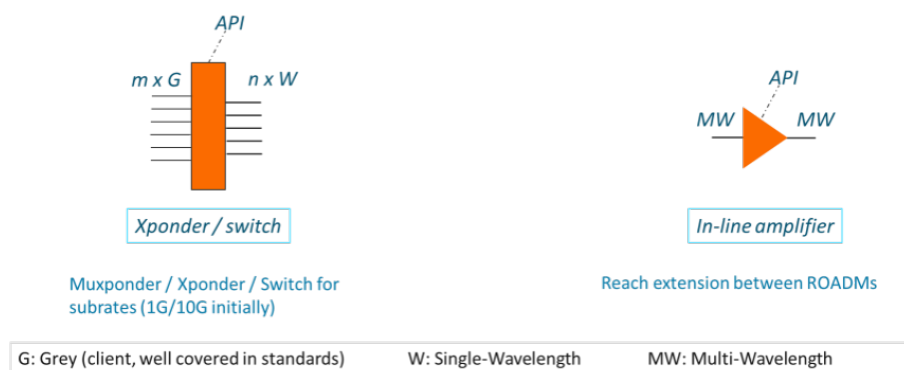 API
m x G
n x W
API
MW
MW
Xponder / switch
In-line amplifier
Muxponder / Xponder / Switch for
subrates (1G/10G initially)
Reach extension between ROADMs
G: Grey (client, well covered in standards)
W: Single-Wavelength
MW: Multi-Wavelength